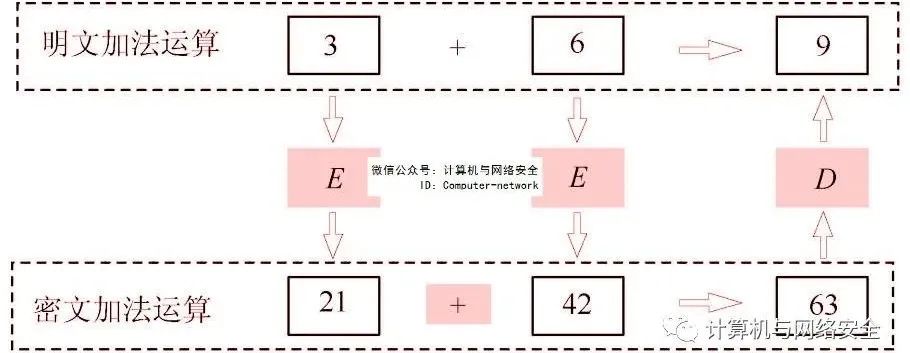 明文加法运算 3 + 6 9
E E D
微信公众号: 计算机与网络安全
ID: Computer-network
密文加法运算 21 + 42 63
计算机与网络安全